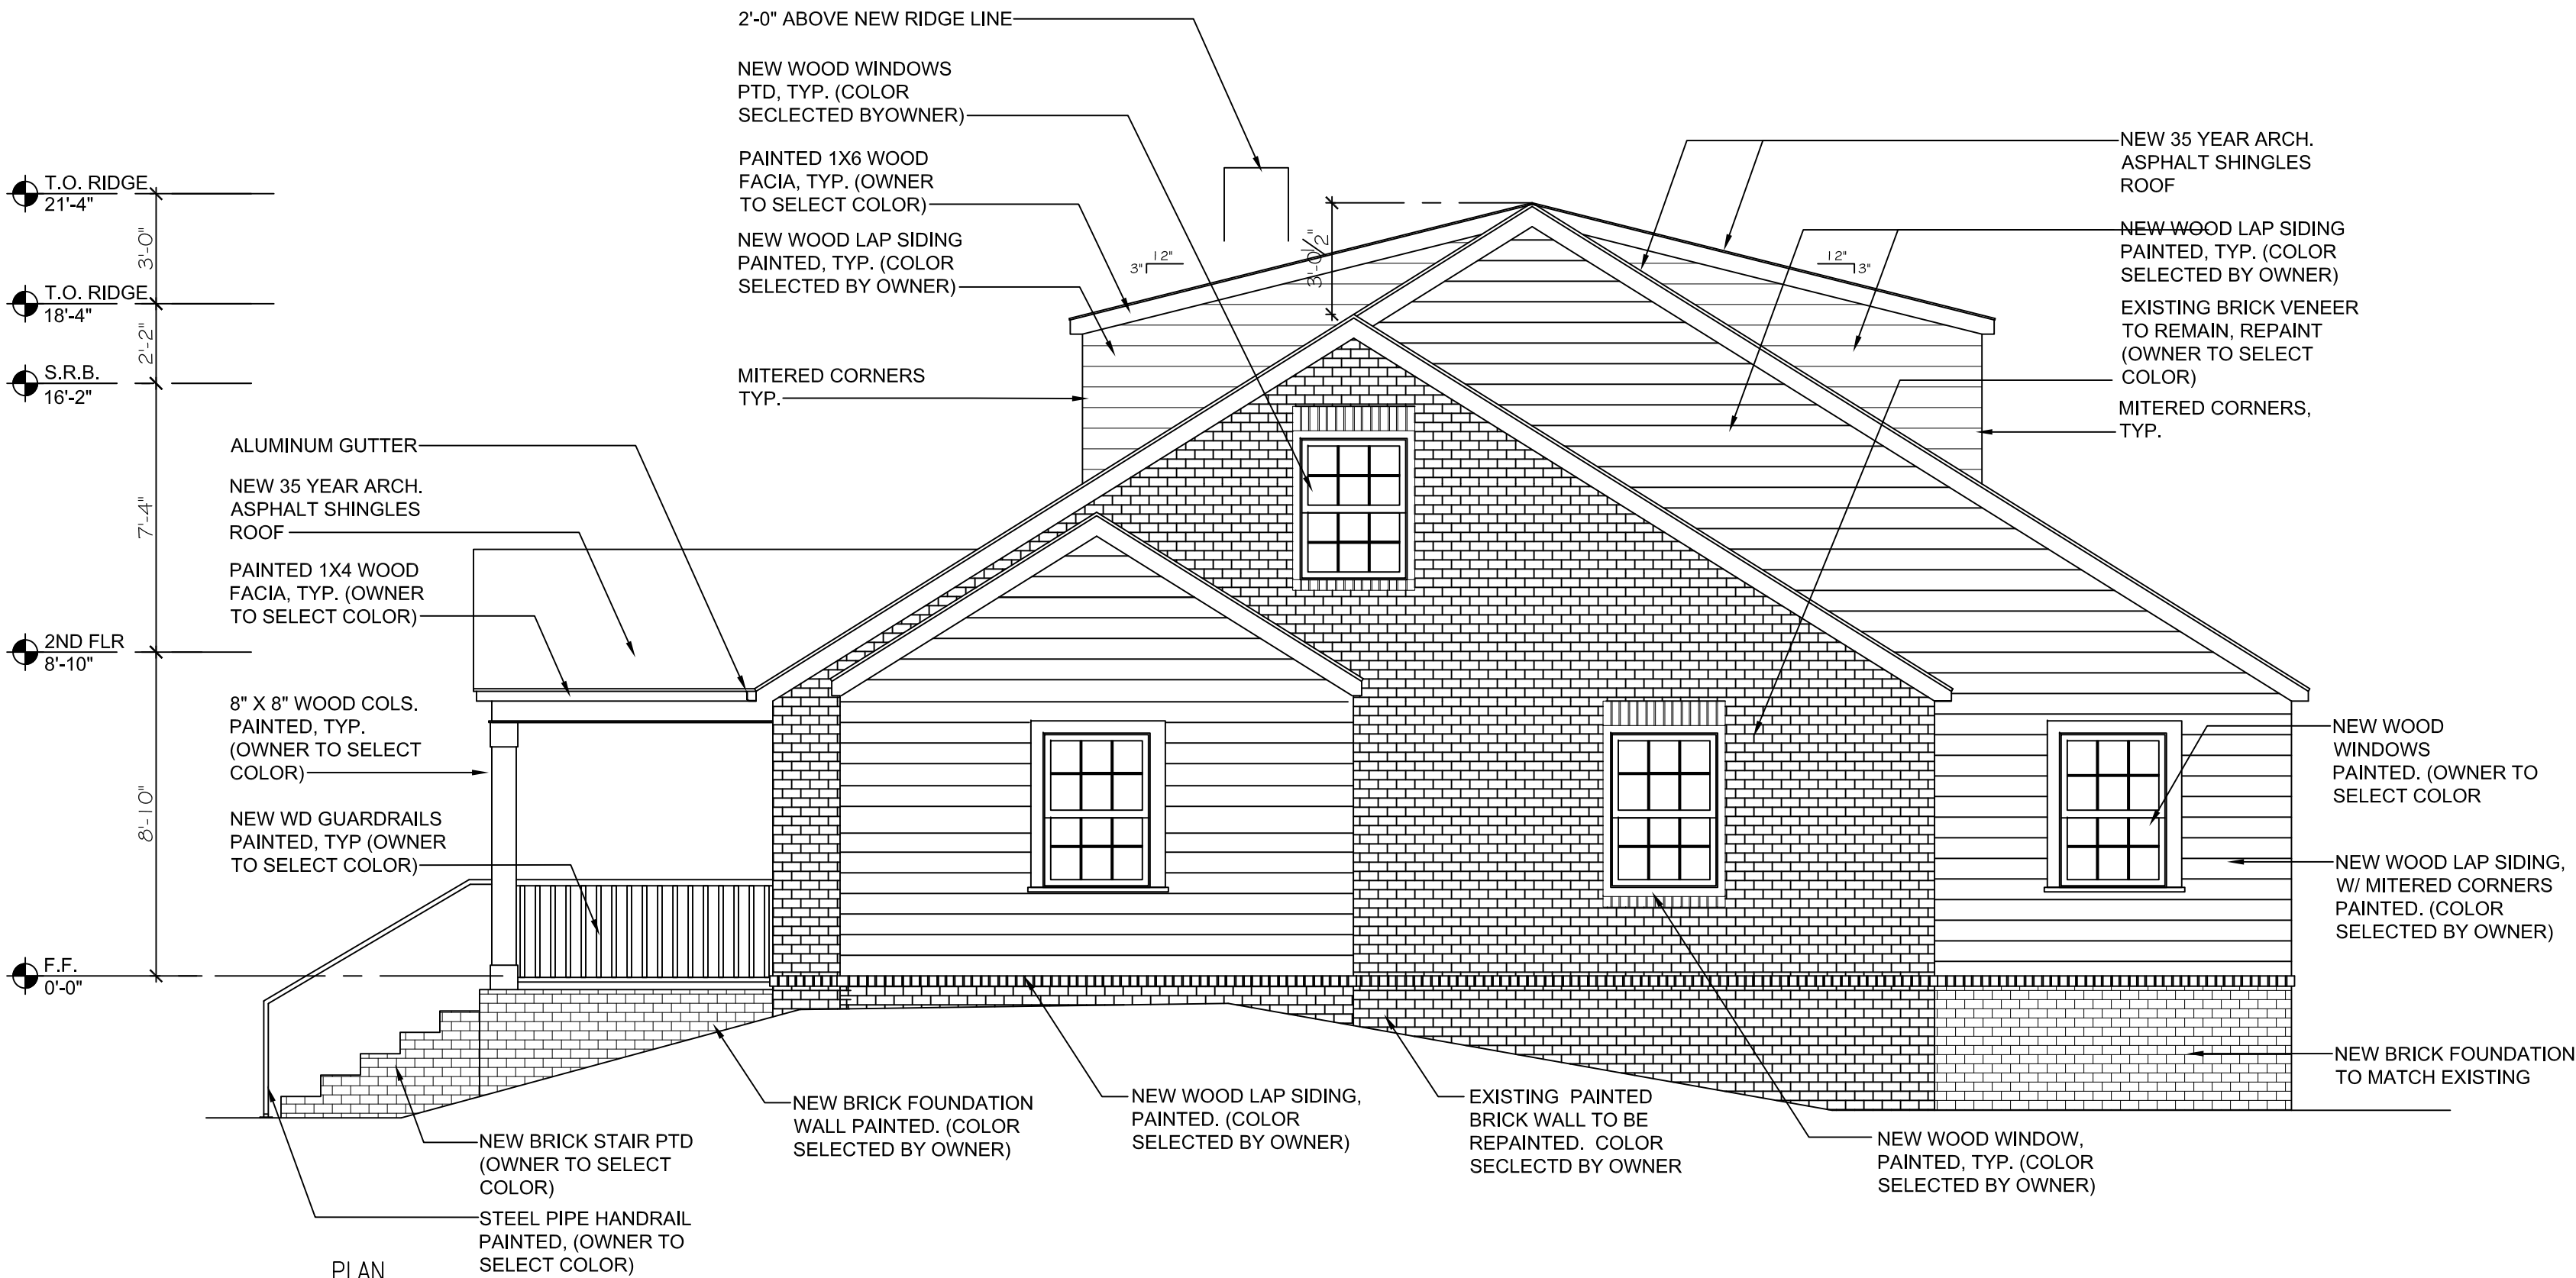 2'-0" ABOVE NEW RIDGE LINE
NEW WOOD WINDOWS
PTD, TYP. (COLOR
SECLECTED BYOWNER)
PAINTED 1X6 WOOD
FACIA, TYP. (OWNER
TO SELECT COLOR)
NEW WOOD LAP SIDING
PAINTED, TYP. (COLOR
SELECTED BY OWNER)
MITERED CORNERS
TYP.
T.O. RIDGE
21'-4"
3'-0"
T.O. RIDGE
18'-4"
2'-2"
S.R.B.
16'-2"
7'-4"
2ND FLR
8'-10"
8'-10"
F.F.
0'-0"
ALUMINUM GUTTER
NEW 35 YEAR ARCH.
ASPHALT SHINGLES
ROOF
PAINTED 1X4 WOOD
FACIA, TYP. (OWNER
TO SELECT COLOR)
8" X 8" WOOD COLS.
PAINTED, TYP.
(OWNER TO SELECT
COLOR)
NEW WD GUARDRAILS
PAINTED, TYP (OWNER
TO SELECT COLOR)
12"
3"
3'-0 1/2"
12"
3"
NEW 35 YEAR ARCH.
ASPHALT SHINGLES
ROOF
NEW WOOD LAP SIDING
PAINTED, TYP. (COLOR
SELECTED BY OWNER)
EXISTING BRICK VENEER
TO REMAIN, REPAINT
(OWNER TO SELECT
COLOR)
MITERED CORNERS,
TYP.
NEW WOOD
WINDOWS
PAINTED. (OWNER TO
SELECT COLOR
NEW WOOD LAP SIDING,
W/ MITERED CORNERS
PAINTED. (COLOR
SELECTED BY OWNER)
NEW BRICK FOUNDATION
TO MATCH EXISTING
NEW BRICK STAIR PTD
(OWNER TO SELECT
COLOR)
STEEL PIPE HANDRAIL
PAINTED, (OWNER TO
SELECT COLOR)
NEW BRICK FOUNDATION
WALL PAINTED. (COLOR
SELECTED BY OWNER)
NEW WOOD LAP SIDING,
PAINTED. (COLOR
SELECTED BY OWNER)
EXISTING PAINTED
BRICK WALL TO BE
REPAINTED. COLOR
SECLECTD BY OWNER
NEW WOOD WINDOW,
PAINTED, TYP. (COLOR
SELECTED BY OWNER)
PLAN